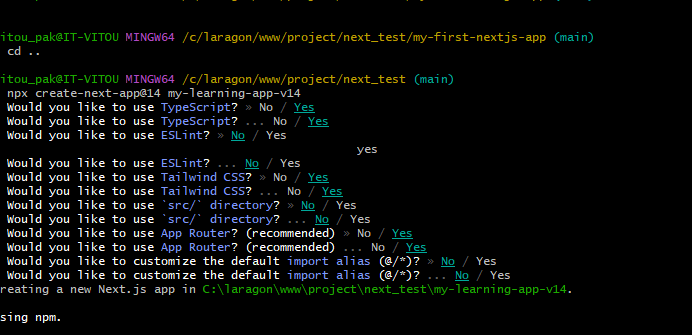 itou_pak@IT-VITOU MINGW64 /c/laragon/www/project/next_test/my-first-nextjs-app (main)
cd ..
itou_pak@IT-VITOU MINGW64 /c/laragon/www/project/next_test (main)
npx create-next-app@14 my-learning-app-v14
Would you like to use TypeScript? » No / Yes
Would you like to use TypeScript? ... No / Yes
Would you like to use ESLint? » No / Yes
yes
Would you like to use ESLint? ... No / Yes
Would you like to use Tailwind CSS? » No / Yes
Would you like to use Tailwind CSS? ... No / Yes
Would you like to use `src/` directory? » No / Yes
Would you like to use `src/` directory? ... No / Yes
Would you like to use App Router? (recommended) » No / Yes
Would you like to use App Router? (recommended) ... No / Yes
Would you like to customize the default import alias (@/*)? » No / Yes
Would you like to customize the default import alias (@/*)? ... No / Yes
reating a new Next.js app in C:\laragon\www\project\next_test\my-learning-app-v14.
sing npm.